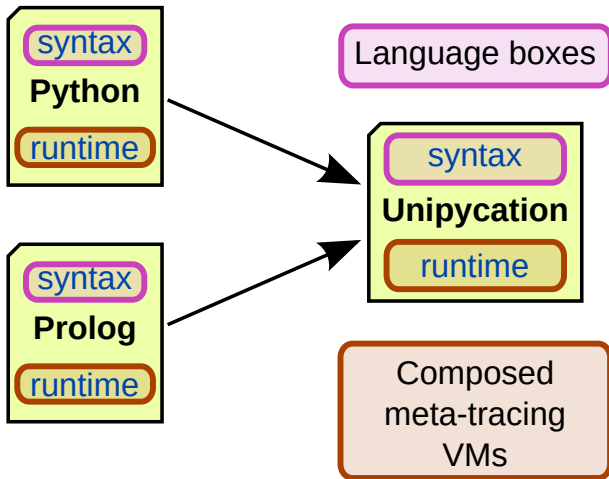 syntax
Python
runtime
syntax
Prolog
runtime
Language boxes
syntax
Unipycation
runtime
Composed
meta-tracing
VMs